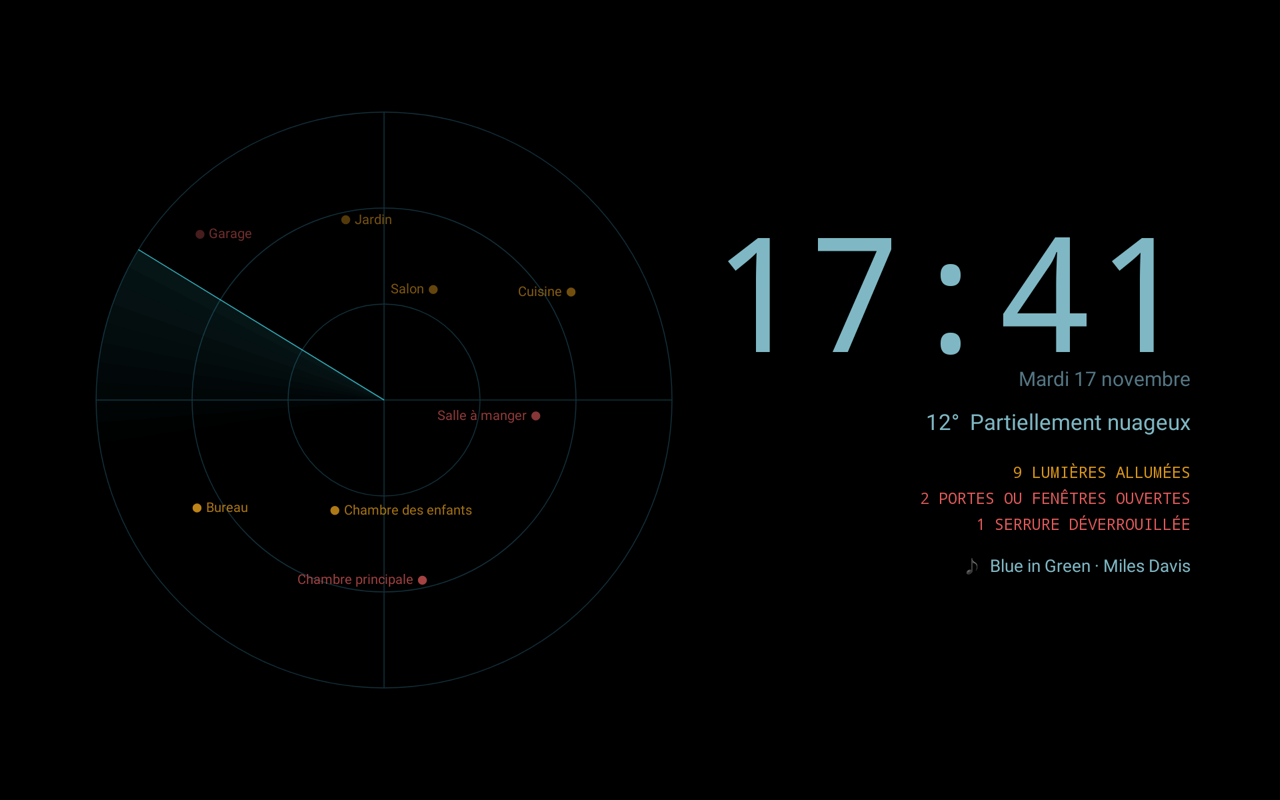 Jardin
Garage
Salon
Cuisine
Salle à manger
Bureau
Chambre des enfants
Chambre principale
17:41
Mardi 17 novembre
12° Partiellement nuageux
9 LUMIÈRES ALLUMÉES
2 PORTES OU FENÊTRES OUVERTES
1 SERRURE DÉVERROUILLÉE
♪ Blue in Green · Miles Davis